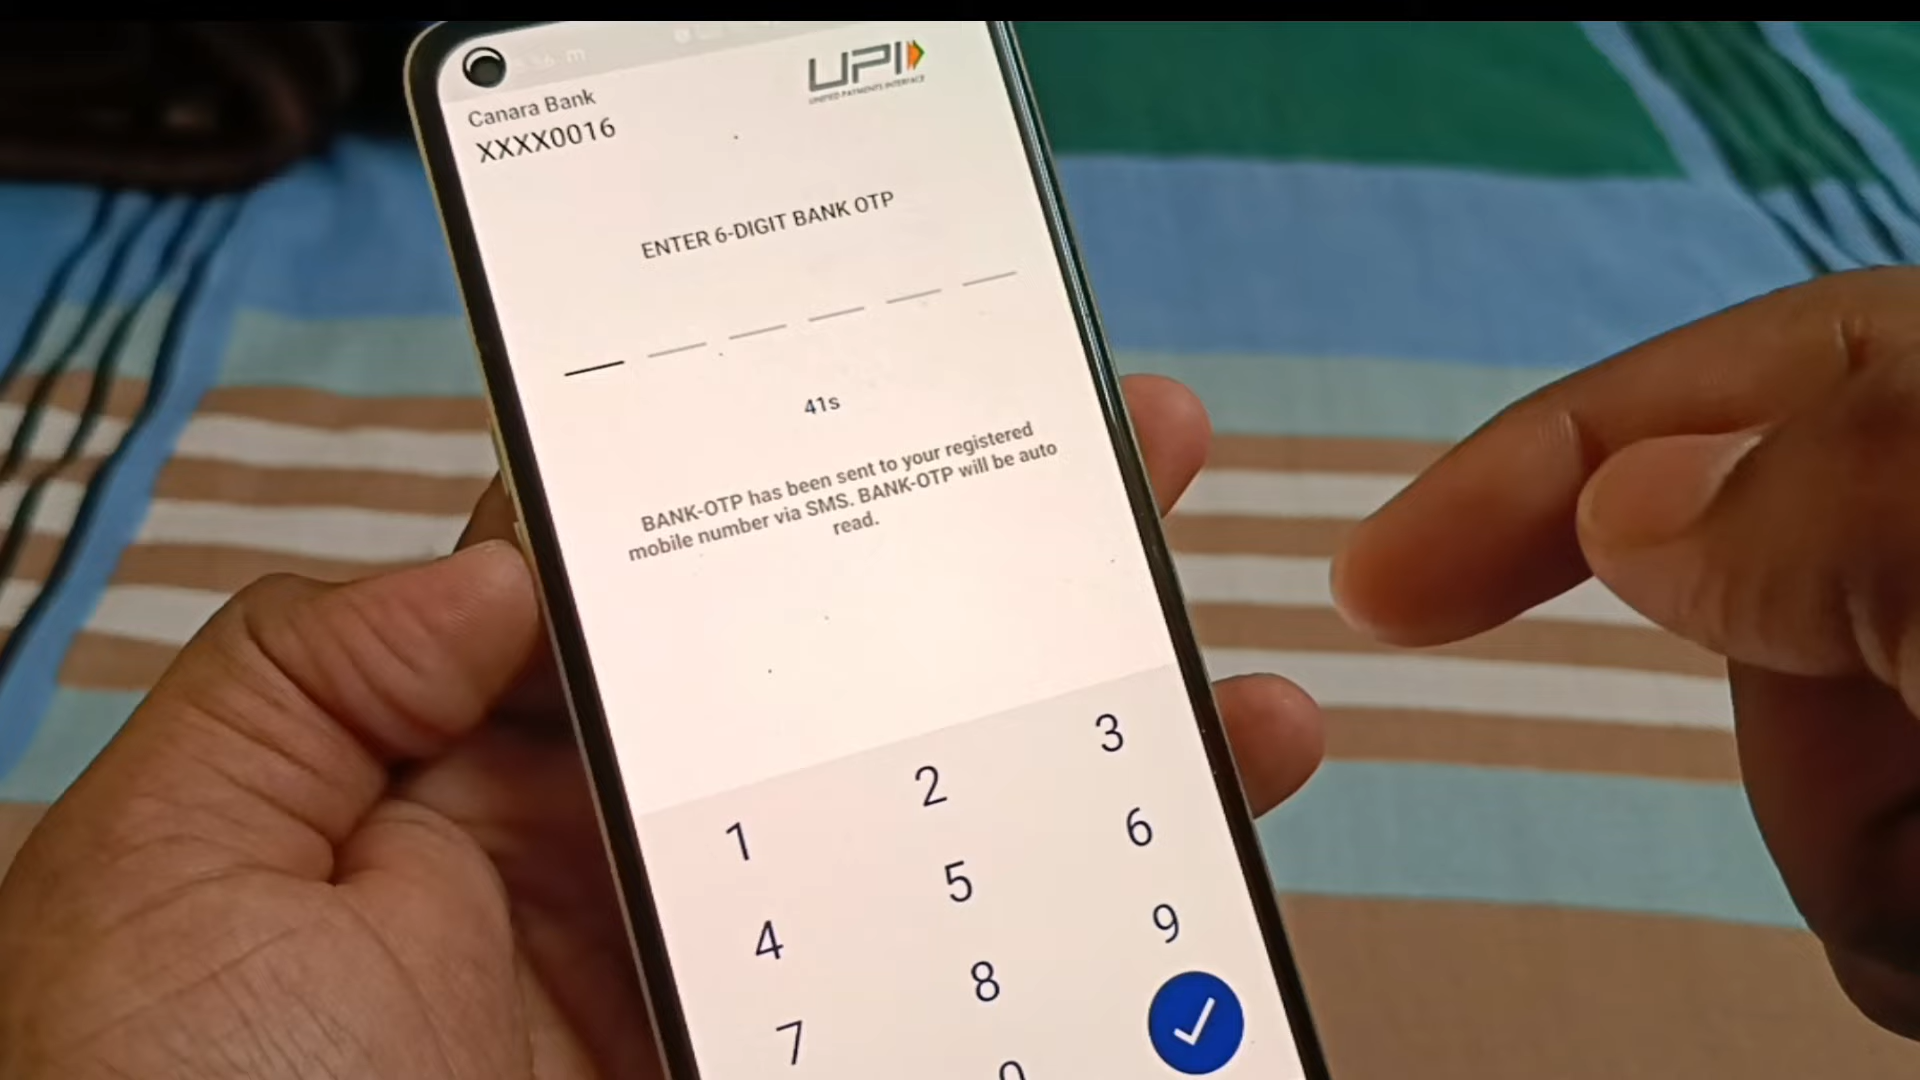 UPI
UNIFIED PAYMENTS INTERFACE
Canara Bank
XXXX0016
ENTER 6-DIGIT BANK OTP
41s
BANK-OTP has been sent to your registered
mobile number via SMS. BANK-OTP will be auto
read.
1 2 3
4 5 6
7 8 9
0